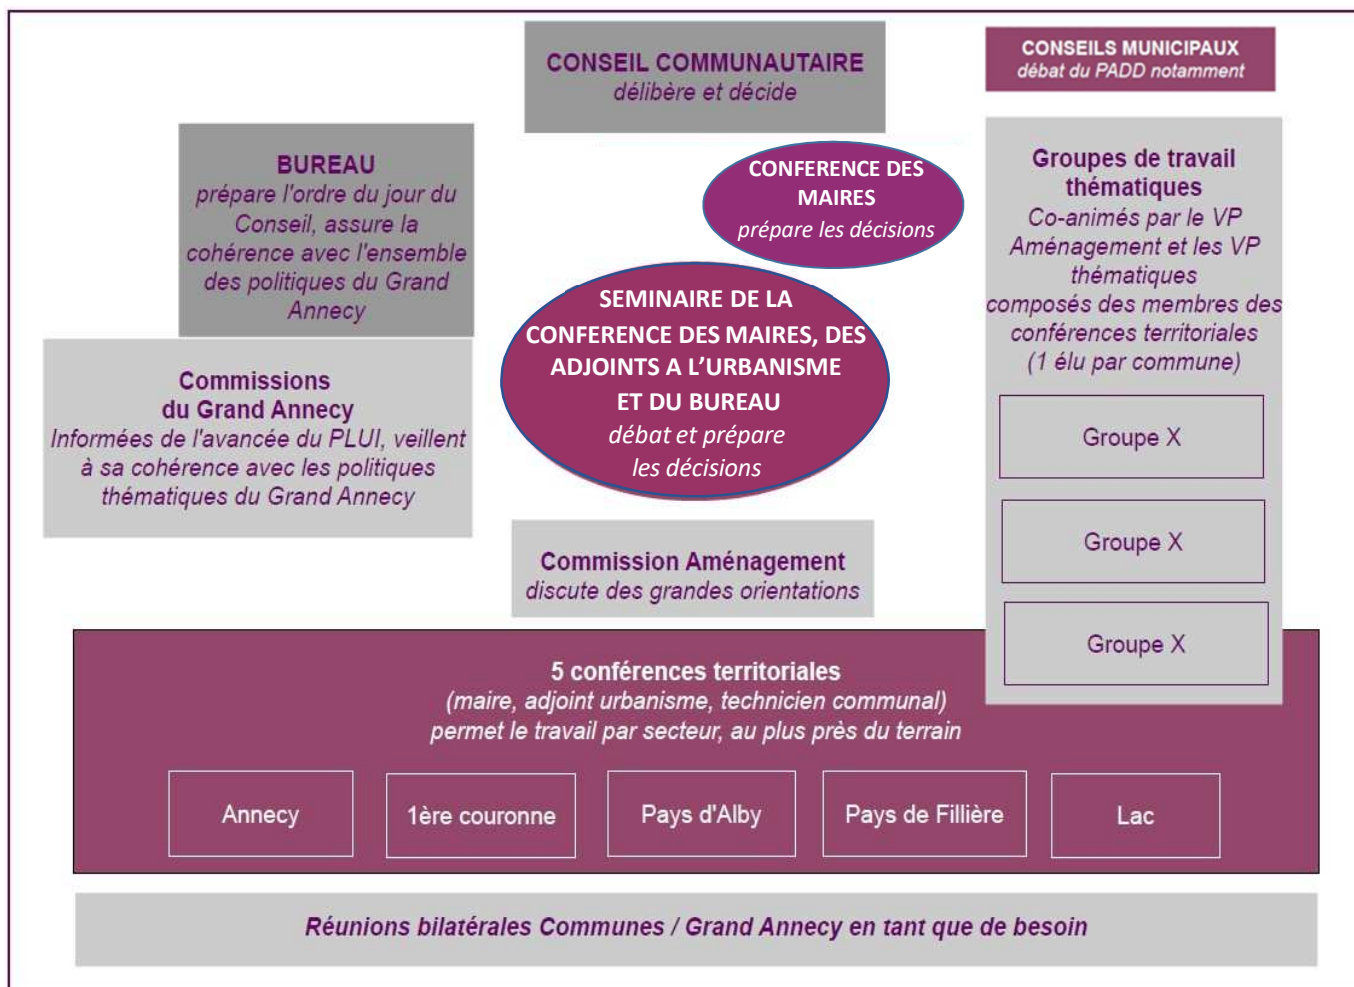 CONSEIL COMMUNAUTAIRE
délibère et décide
CONSEILS MUNICIPAUX
débat du PADD notamment
BUREAU
prépare l'ordre du jour du
Conseil, assure la
cohérence avec l'ensemble
des politiques du Grand
Annecy
CONFERENCE DES
MAIRES
prépare les décisions
Groupes de travail
thématiques
Co-animés par le VP
Aménagement et les VP
thématiques
composés des membres des
conférences territoriales
(1 élu par commune)
Groupe X
Groupe X
Groupe X
SEMINAIRE DE LA
CONFERENCE DES MAIRES, DES
ADJOINTS A L’URBANISME
ET DU BUREAU
débat et prépare
les décisions
Commissions
du Grand Annecy
Informées de l'avancée du PLUI, veillent
à sa cohérence avec les politiques
thématiques du Grand Annecy
Commission Aménagement
discute des grandes orientations
5 conférences territoriales
(maire, adjoint urbanisme, technicien communal)
permet le travail par secteur, au plus près du terrain
Annecy
1ère couronne
Pays d'Alby
Pays de Fillière
Lac
Réunions bilatérales Communes / Grand Annecy en tant que de besoin